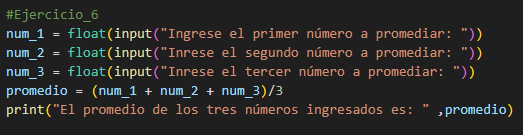 #Ejercicio_6
num_1 = float(input("Ingrese el primer número a promediar: "))
num_2 = float(input("Inrese el segundo número a promediar: "))
num_3 = float(input("Inrese el tercer número a promediar: "))
promedio = (num_1 + num_2 + num_3)/3
print("El promedio de los tres números ingresados es: " ,promedio)